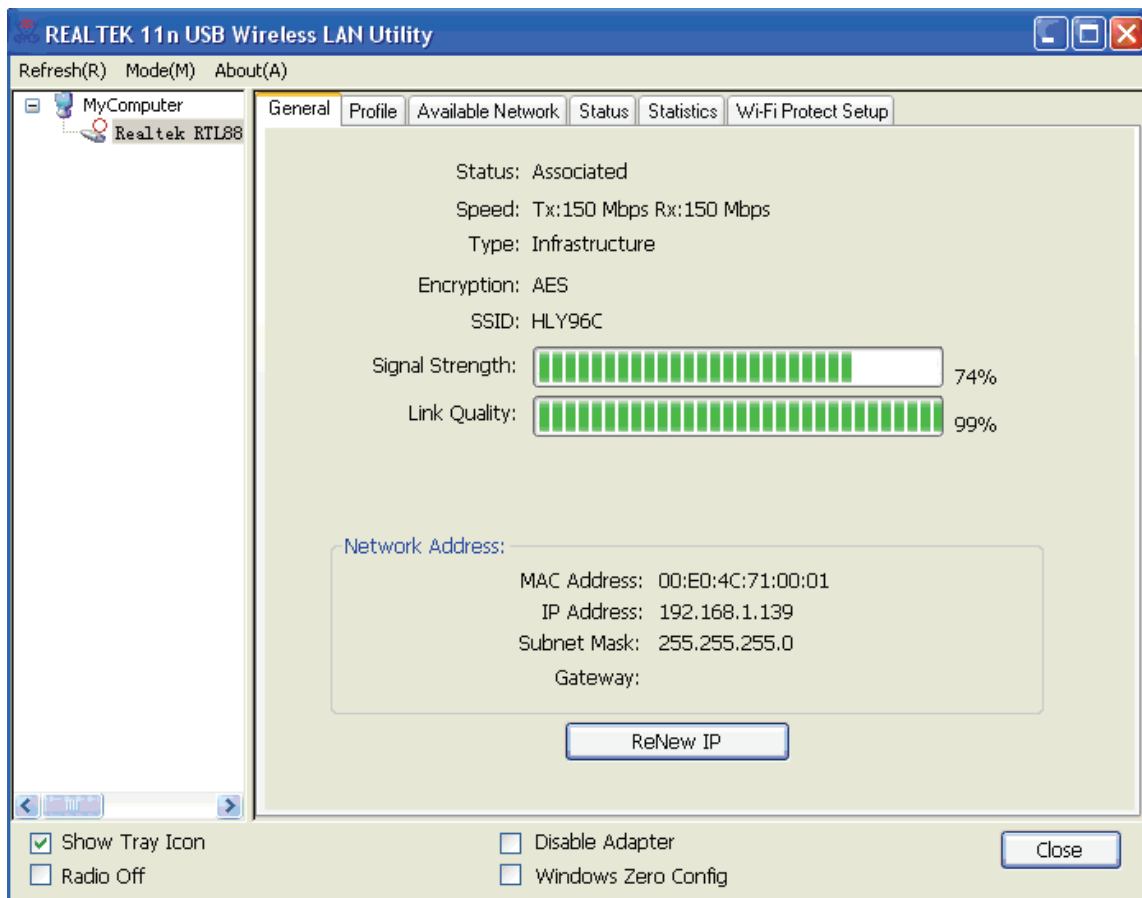 REALTEK 11n USB Wireless LAN Utility
Refresh(R) Mode(M) About(A)
MyComputer
Realtek RTL88
General Profile Available Network Status Statistics Wi-Fi Protect Setup
Status: Associated
Speed: Tx:150 Mbps Rx:150 Mbps
Type: Infrastructure
Encryption: AES
SSID: HLY96C
Signal Strength: 74%
Link Quality: 99%
Network Address:
MAC Address: 00:E0:4C:71:00:01
IP Address: 192.168.1.139
Subnet Mask: 255.255.255.0
Gateway:
ReNew IP
Show Tray Icon Disable Adapter
Radio Off Windows Zero Config
Close